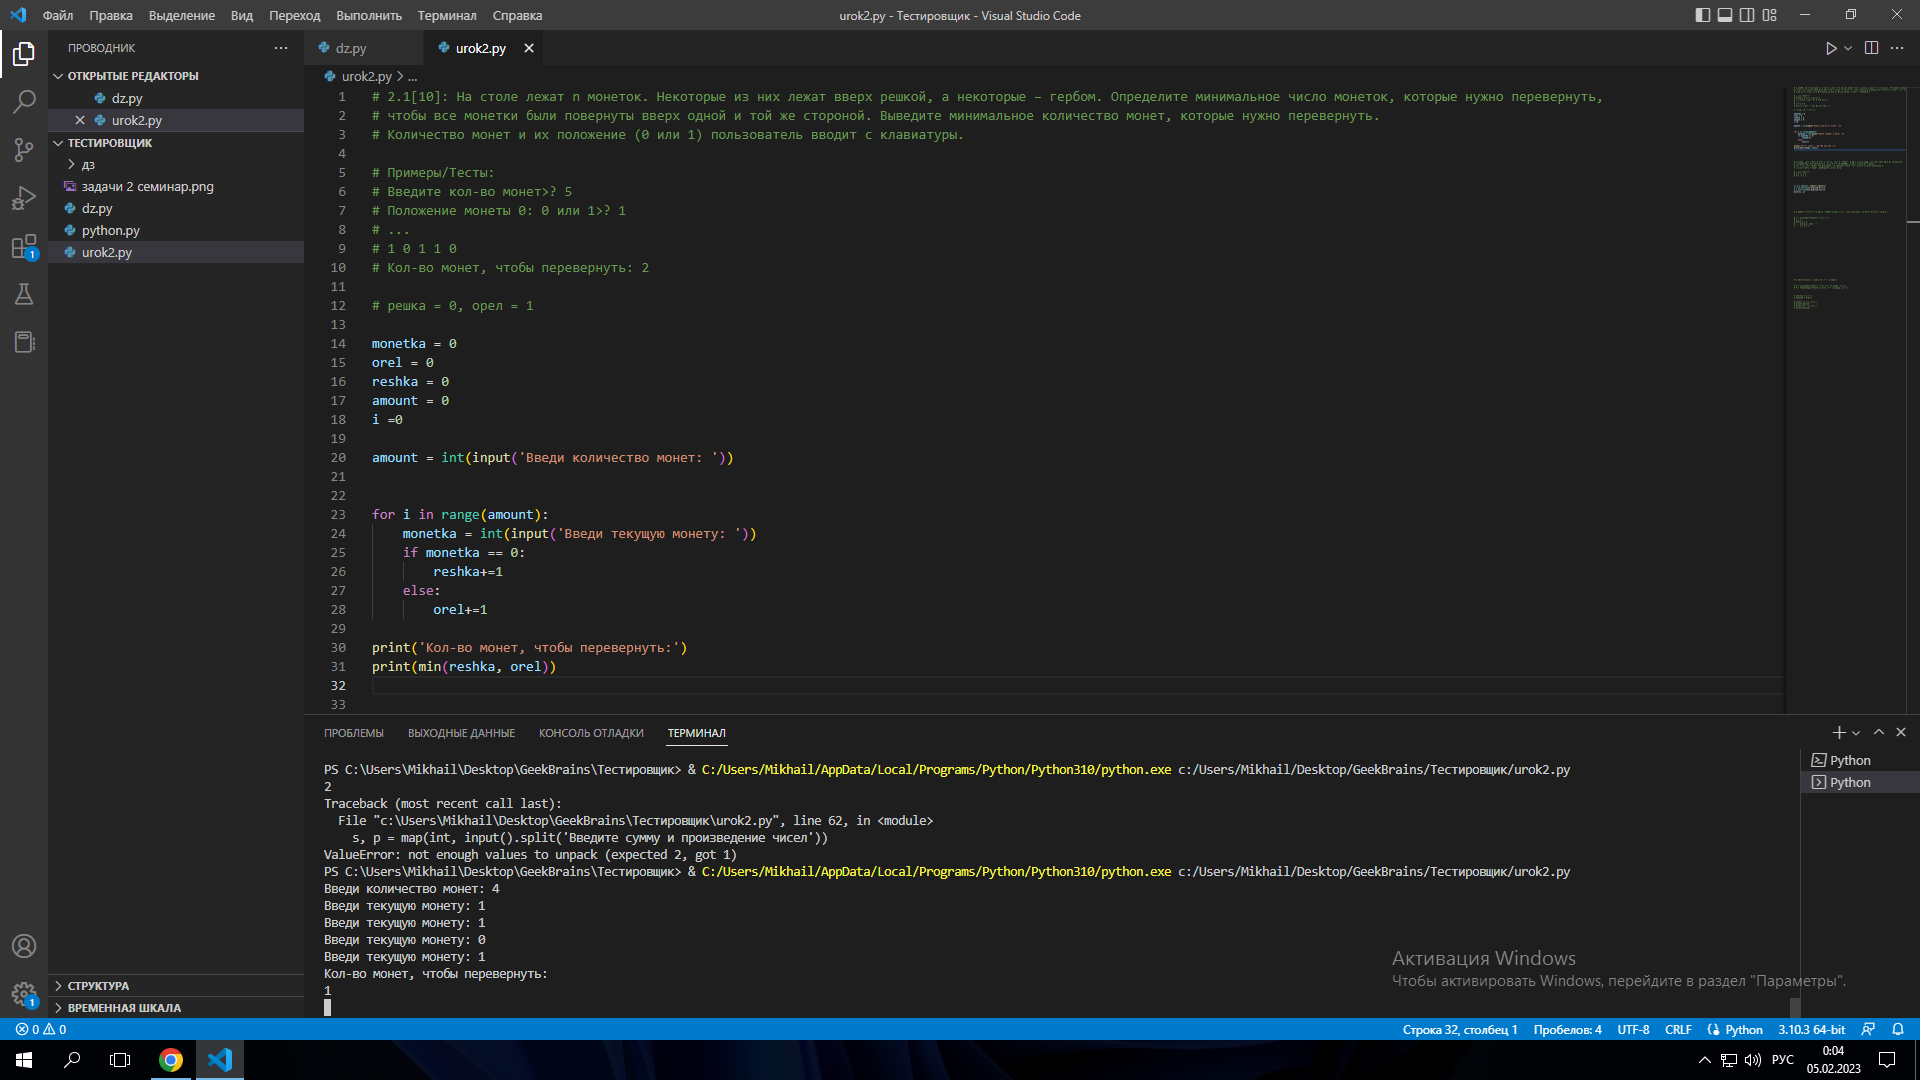 Файл Правка Выделение Вид Переход Выполнить Терминал Справка
urok2.py - Тестировщик - Visual Studio Code
ПРОВОДНИК
ОТКРЫТЫЕ РЕДАКТОРЫ
dz.py
urok2.py
ТЕСТИРОВЩИК
дз
задачи 2 семинар.png
dz.py
python.py
urok2.py
СТРУКТУРА
ВРЕМЕННАЯ ШКАЛА
1
1
dz.py urok2.py
urok2.py > ...
1 # 2.1[10]: На столе лежат n монеток. Некоторые из них лежат вверх решкой, а некоторые – гербом. Определите минимальное число монеток, которые нужно перевернуть,
2 # чтобы все монетки были повернуты вверх одной и той же стороной. Выведите минимальное количество монет, которые нужно перевернуть.
3 # Количество монет и их положение (0 или 1) пользователь вводит с клавиатуры.
4
5 # Примеры/Тесты:
6 # Введите кол-во монет>? 5
7 # Положение монеты 0: 0 или 1>? 1
8 # ...
9 # 1 0 1 1 0
10 # Кол-во монет, чтобы перевернуть: 2
11
12 # решка = 0, орел = 1
13
14 monetka = 0
15 orel = 0
16 reshka = 0
17 amount = 0
18 i =0
19
20 amount = int(input('Введи количество монет: '))
21
22
23 for i in range(amount):
24 monetka = int(input('Введи текущую монету: '))
25 if monetka == 0:
26 reshka+=1
27 else:
28 orel+=1
29
30 print('Кол-во монет, чтобы перевернуть:')
31 print(min(reshka, orel))
32
33
ПРОБЛЕМЫ ВЫХОДНЫЕ ДАННЫЕ КОНСОЛЬ ОТЛАДКИ ТЕРМИНАЛ
PS C:\Users\Mikhail\Desktop\GeekBrains\Тестировщик> & C:/Users/Mikhail/AppData/Local/Programs/Python/Python310/python.exe c:/Users/Mikhail/Desktop/GeekBrains/Тестировщик/urok2.py
2
Traceback (most recent call last):
File "c:\Users\Mikhail\Desktop\GeekBrains\Тестировщик\urok2.py", line 62, in <module>
s, p = map(int, input().split('Введите сумму и произведение чисел'))
ValueError: not enough values to unpack (expected 2, got 1)
PS C:\Users\Mikhail\Desktop\GeekBrains\Тестировщик> & C:/Users/Mikhail/AppData/Local/Programs/Python/Python310/python.exe c:/Users/Mikhail/Desktop/GeekBrains/Тестировщик/urok2.py
Введи количество монет: 4
Введи текущую монету: 1
Введи текущую монету: 1
Введи текущую монету: 0
Введи текущую монету: 1
Кол-во монет, чтобы перевернуть:
1
Python
Python
Активация Windows
Чтобы активировать Windows, перейдите в раздел "Параметры".
0 0 Строка 32, столбец 1 Пробелов: 4 UTF-8 CRLF Python 3.10.3 64-bit
РУС
0:04
05.02.2023